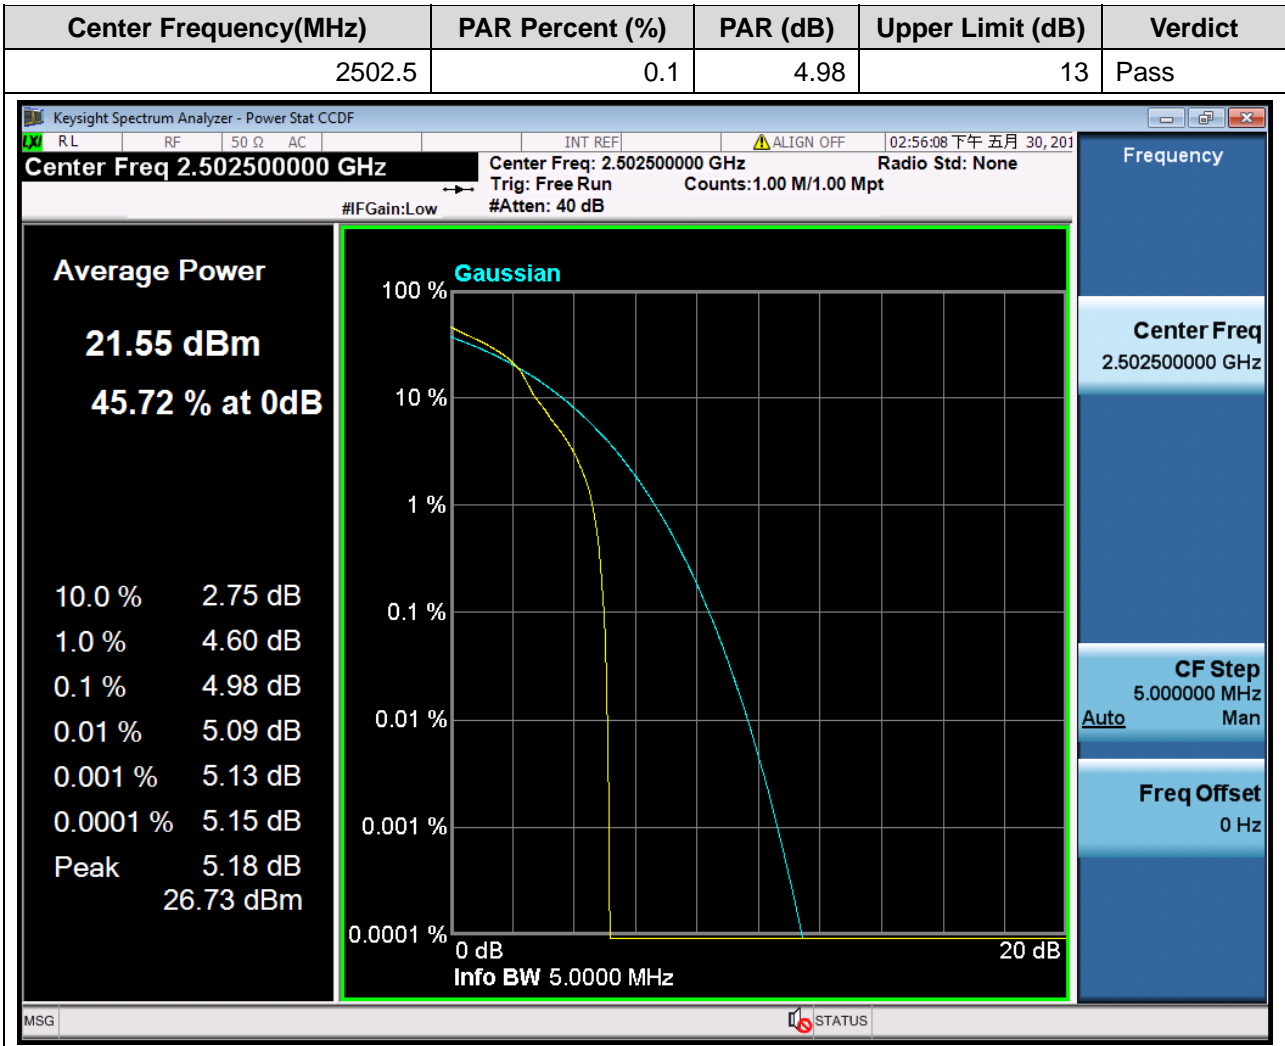 Center Frequency(MHz) PAR Percent (%) PAR (dB) Upper Limit (dB) Verdict
2502.5 0.1 4.98 13 Pass
Keysight Spectrum Analyzer - Power Stat CCDF
LXI RL RF 50 Ω AC INT REF ALIGN OFF 02:56:08 下午 五月 30, 201
Center Freq 2.502500000 GHz
Center Freq: 2.502500000 GHz Radio Std: None
Trig: Free Run Counts:1.00 M/1.00 Mpt
#IFGain:Low #Atten: 40 dB
Frequency
Average Power
21.55 dBm
45.72 % at 0dB
10.0 % 2.75 dB
1.0 % 4.60 dB
0.1 % 4.98 dB
0.01 % 5.09 dB
0.001 % 5.13 dB
0.0001 % 5.15 dB
Peak 5.18 dB
26.73 dBm
Gaussian
100 %
10 %
1 %
0.1 %
0.01 %
0.001 %
0.0001 %
0 dB 20 dB
Info BW 5.0000 MHz
Center Freq
2.502500000 GHz
CF Step
5.000000 MHz
Auto Man
Freq Offset
0 Hz
MSG STATUS